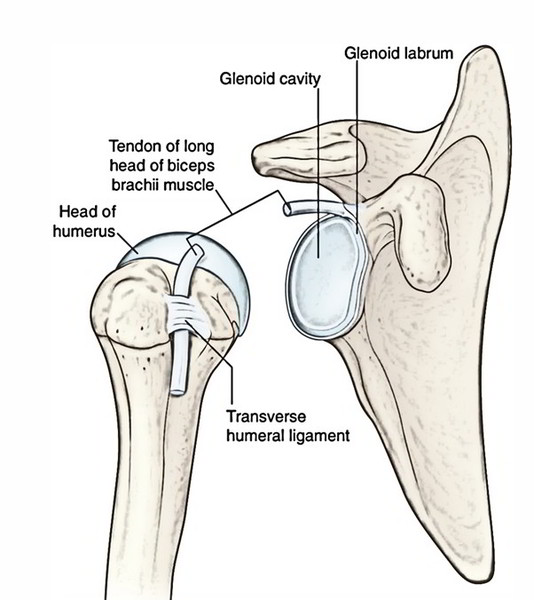 Glenoid labrum
Glenoid cavity
Tendon of long
head of biceps
brachii muscle
Head of
humerus
Transverse
humeral ligament